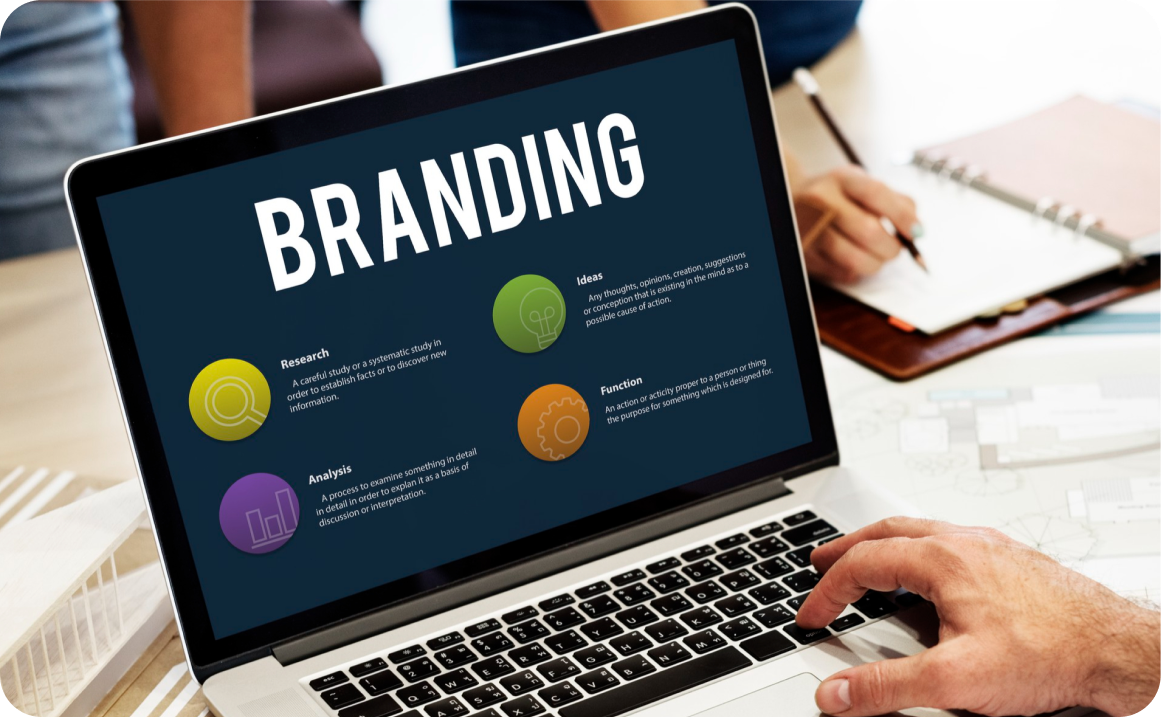 BRANDING
Ideas
Any thoughts, opinions, creation, suggestions
or conception that is existing in the mind as to a
possible cause of action.
Research
A careful study or a systematic study in
order to establish facts or to discover new
information.
Function
An action or acticity proper to a person or thing
the purpose for something which is designed for.
Analysis
A process to examine something in detail
in detail in order to explan it as a basis of
discussion or interpretation.